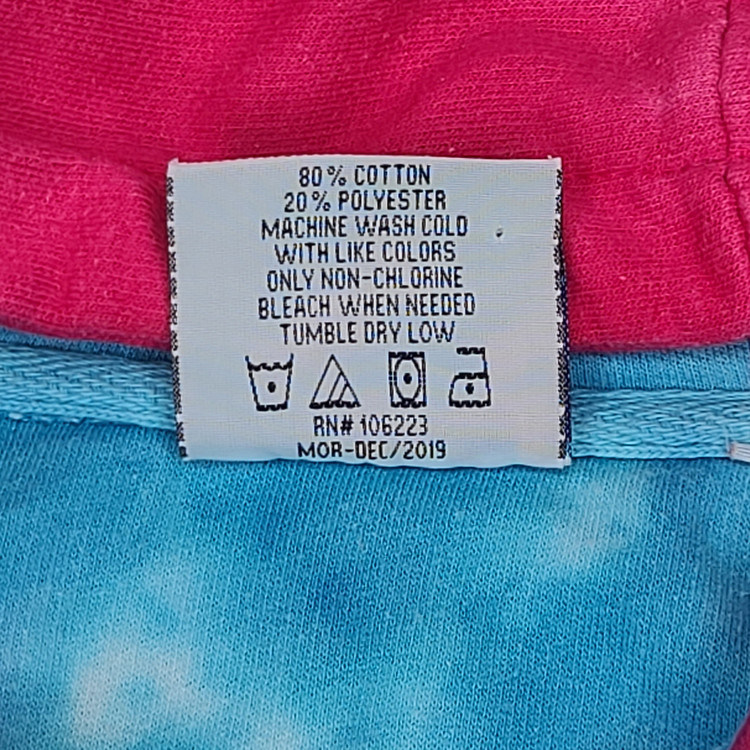 80% COTTON
20% POLYESTER
MACHINE WASH COLD
WITH LIKE COLORS
ONLY NON-CHLORINE
BLEACH WHEN NEEDED
TUMBLE DRY LOW
RN# 106223
MOR-DEC/2019